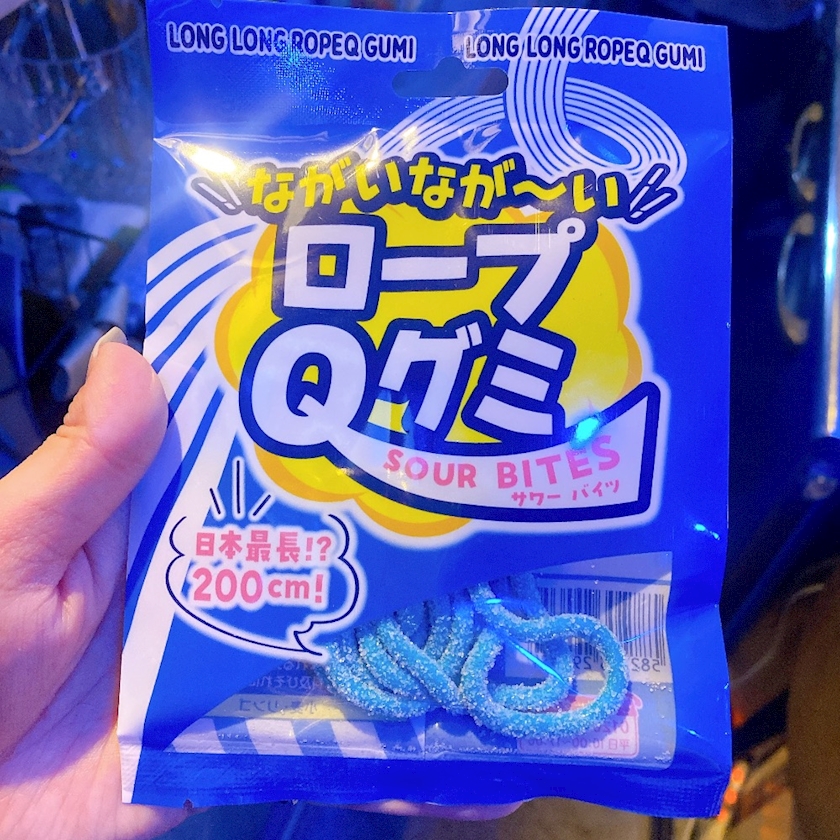 LONG LONG ROPEQ GUMI LONG LONG ROPEQ GUMI
ながいなが〜い
ロープ
Qグミ
SOUR BITES
サワー バイツ
日本最長!?
200cm!